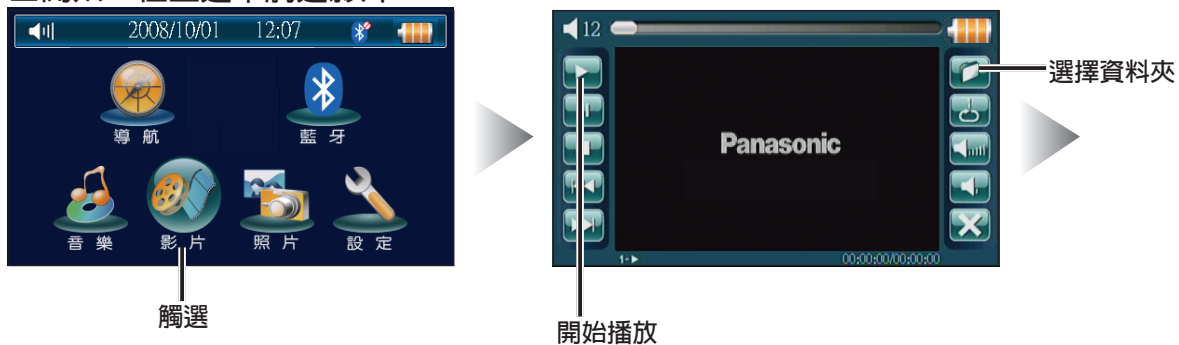 2008/10/01 12:07
導 航
藍 牙
音 樂
影 片
照 片
設 定
觸選
12
Panasonic
1-
00:00:00/00:00:00
選擇資料夾
開始播放